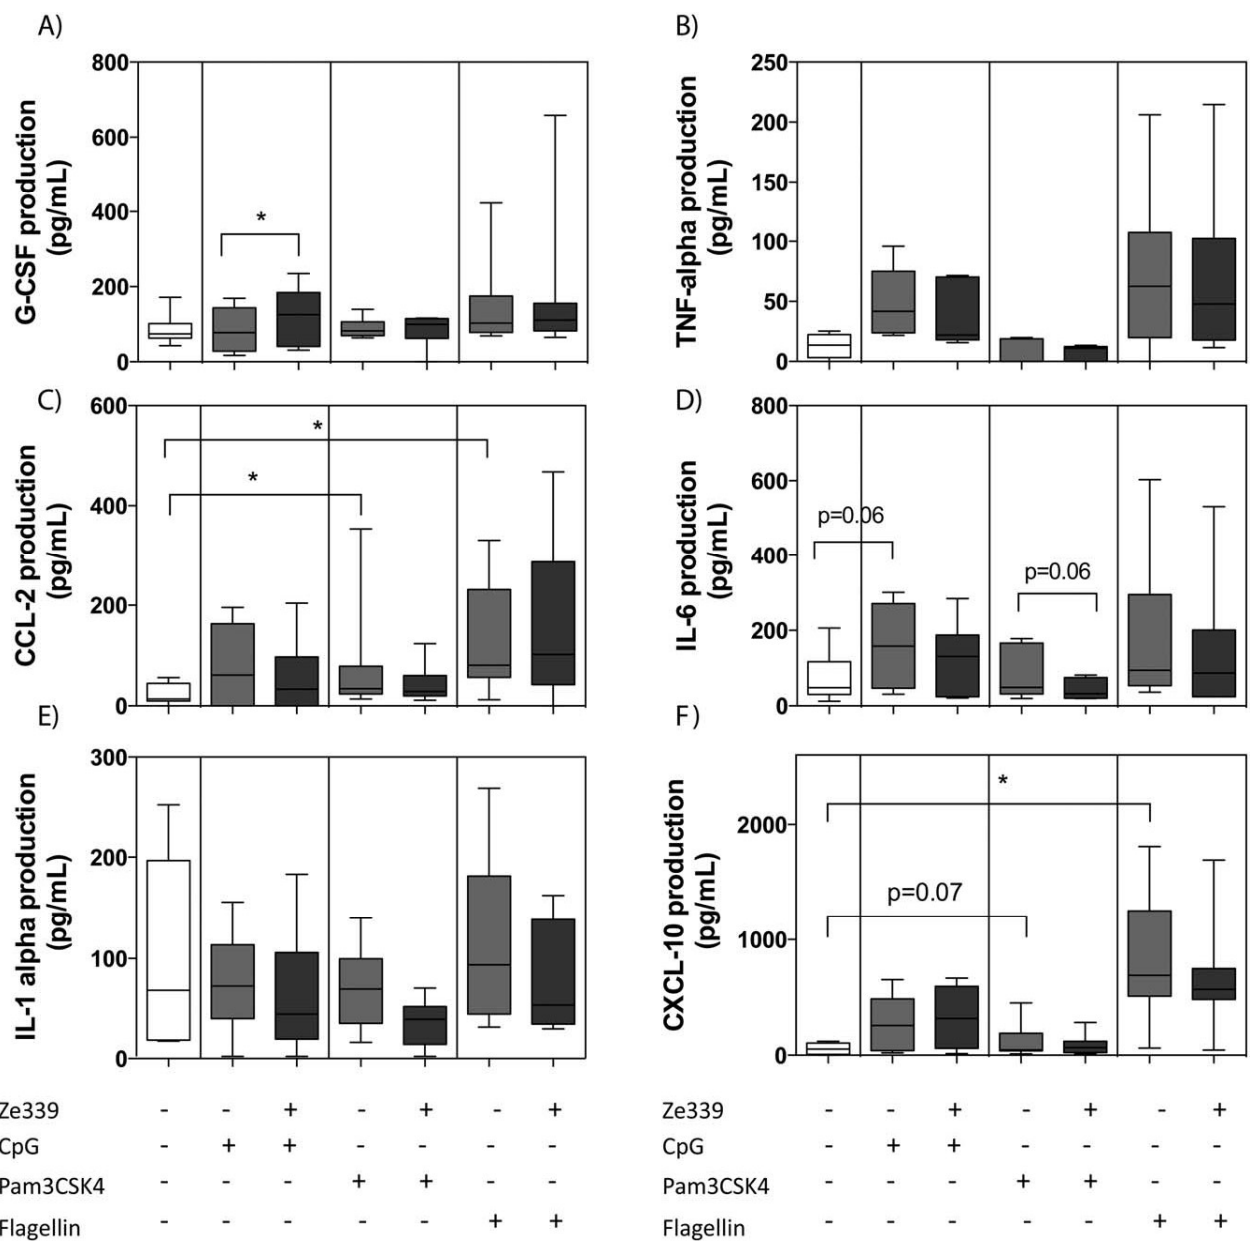 A)
G-CSF production
(pg/mL)
800
600
400
200
0
*
B)
TNF-alpha production
(pg/mL)
250
200
150
100
50
0
C)
CCL-2 production
(pg/mL)
600
400
200
0
*
*
D)
IL-6 production
(pg/mL)
800
600
400
200
0
p=0.06
p=0.06
E)
IL-1 alpha production
(pg/mL)
300
200
100
0
F)
CXCL-10 production
(pg/mL)
2000
1000
0
*
p=0.07
Ze339 - - + - + - +
CpG - + + - - - -
Pam3CSK4 - - - + + - -
Flagellin - - - - - + +
Ze339 - - + - + - +
CpG - + + - - - -
Pam3CSK4 - - - + + - -
Flagellin - - - - - + +